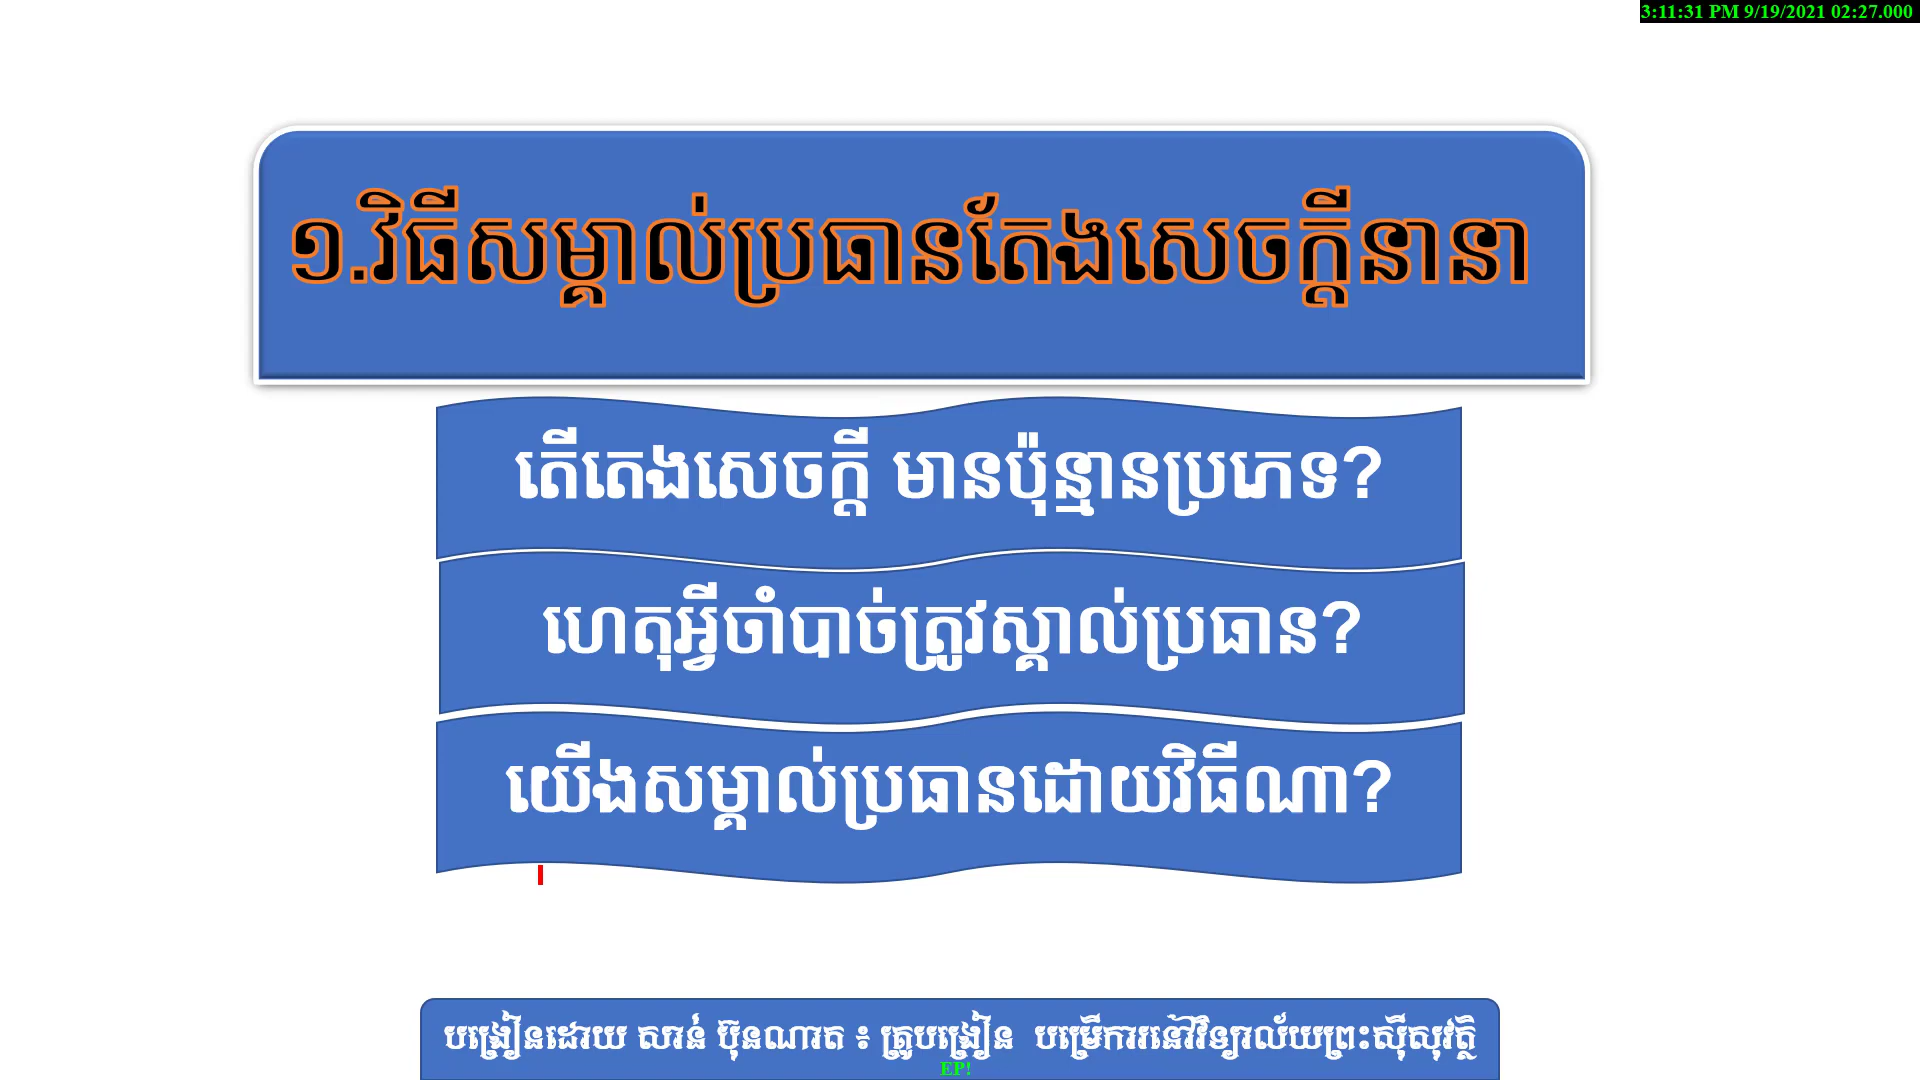 3:11:31 PM 9/19/2021 02:27.000
១.វិធីសម្គាល់ប្រធានតែងសេចក្តីនានា
តើតេងសេចក្តី មានប៉ុន្មានប្រភេទ?
ហេតុអ្វីចាំបាច់ត្រូវស្គាល់ប្រធាន?
យើងសម្គាល់ប្រធានដោយវិធីណា?
បង្រៀនដោយ សាន់ ប៊ុនណារត ៖ គ្រូបង្រៀន បម្រើការនៅវិទ្យាល័យព្រះស៊ីសុវត្ថិ
EP!